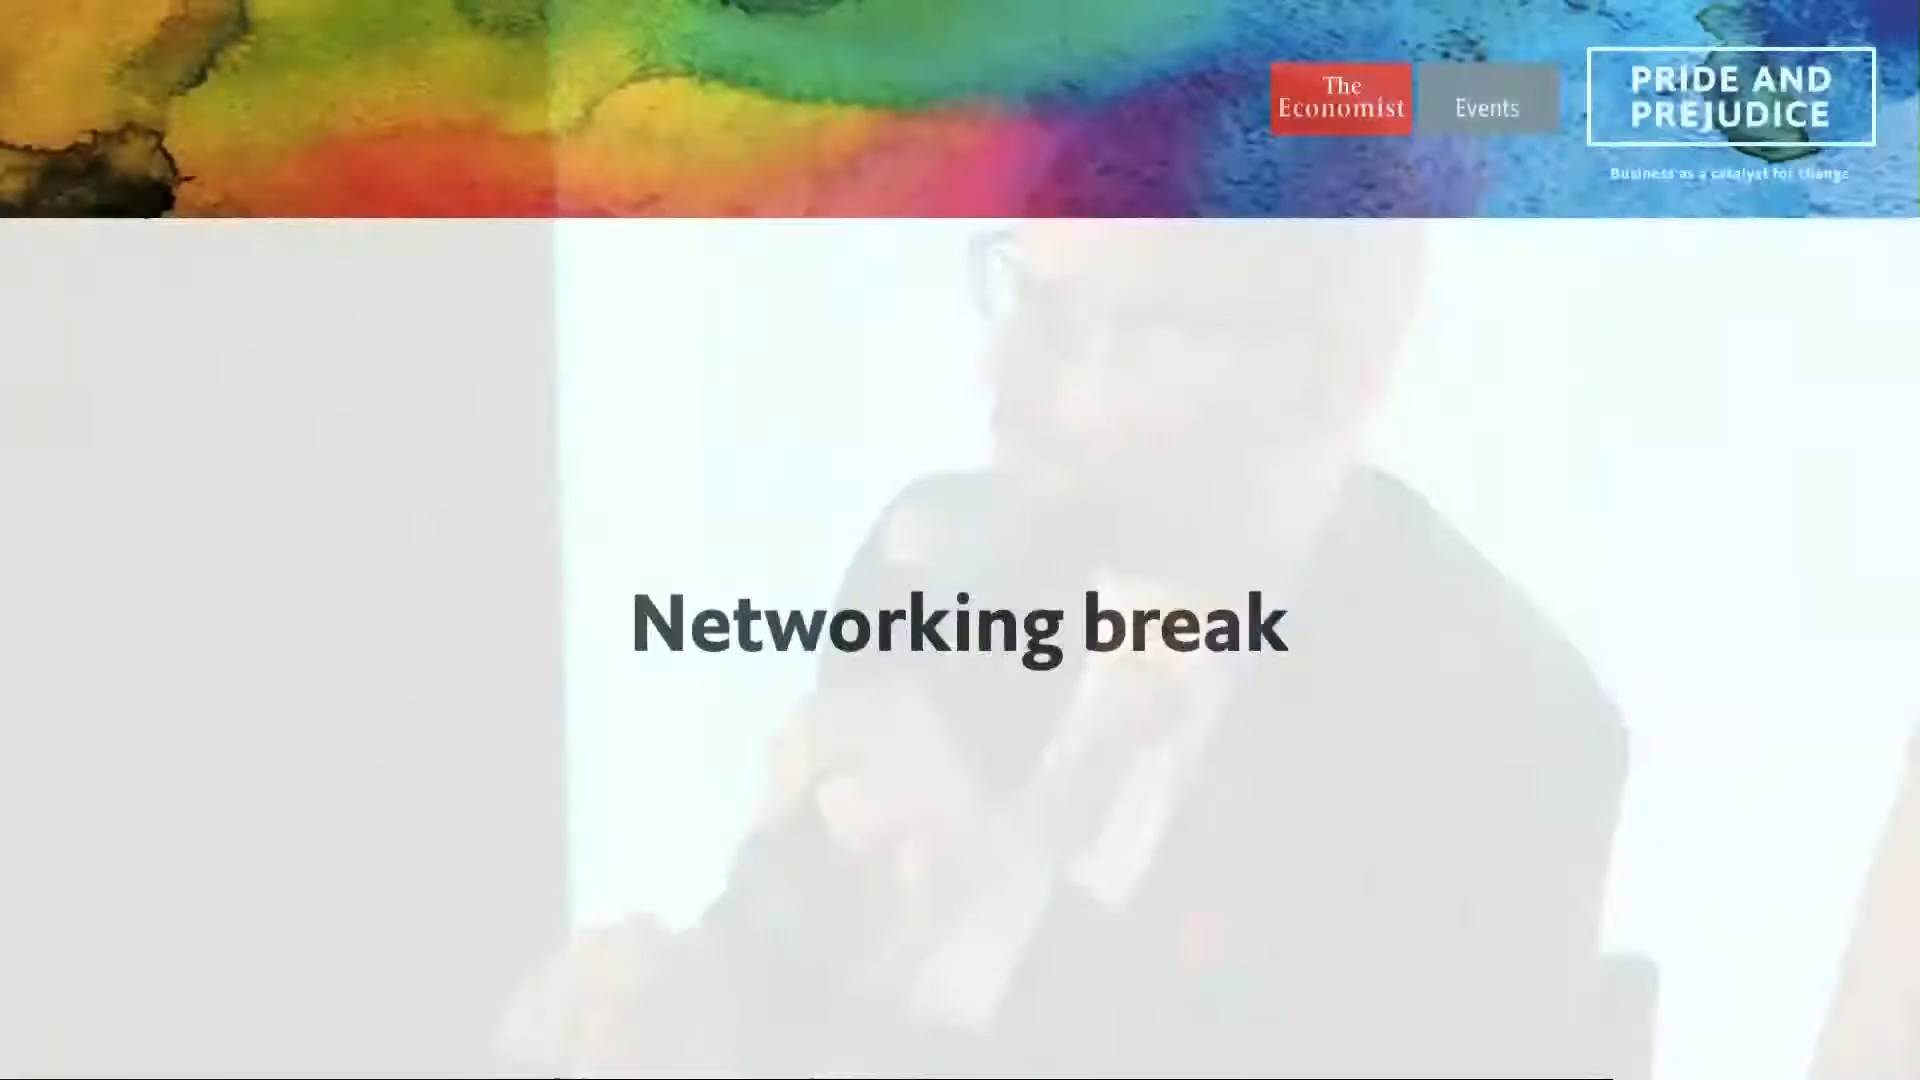 The
Economist
Events
PRIDE AND
PREJUDICE
Business as a catalyst for change
Networking break